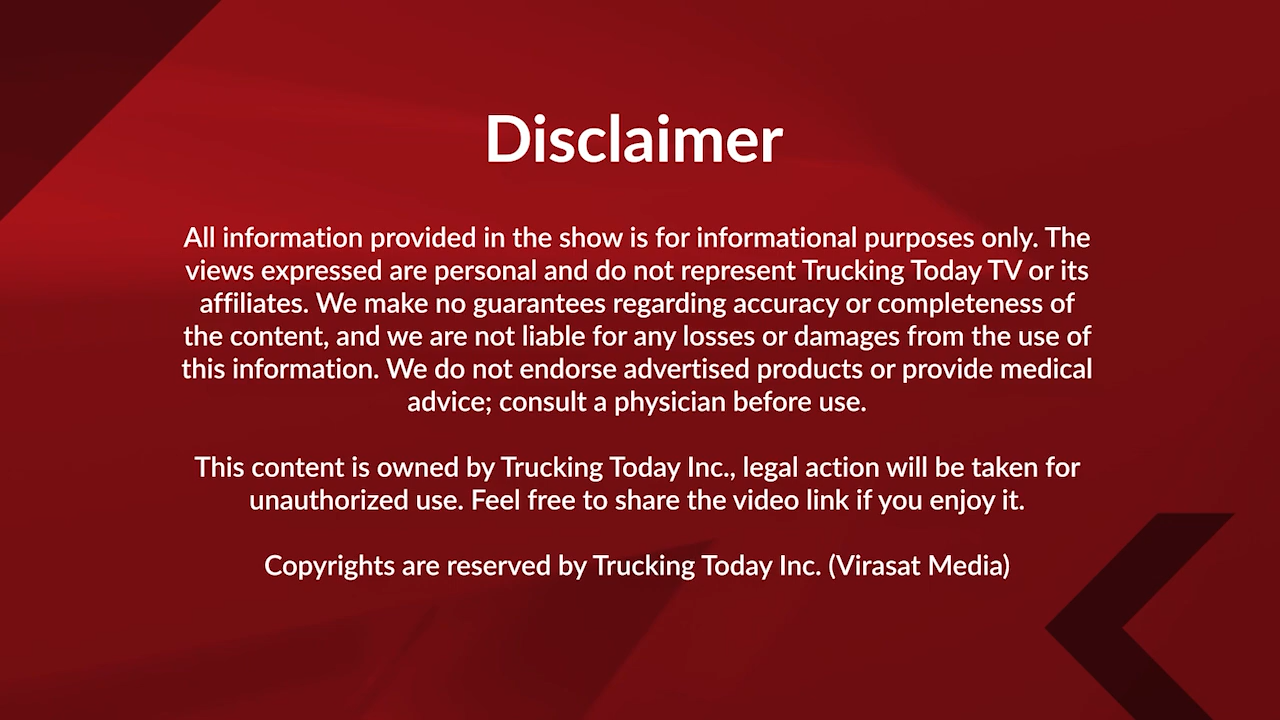 Disclaimer
All information provided in the show is for informational purposes only. The
views expressed are personal and do not represent Trucking Today TV or its
affiliates. We make no guarantees regarding accuracy or completeness of
the content, and we are not liable for any losses or damages from the use of
this information. We do not endorse advertised products or provide medical
advice; consult a physician before use.
This content is owned by Trucking Today Inc., legal action will be taken for
unauthorized use. Feel free to share the video link if you enjoy it.
Copyrights are reserved by Trucking Today Inc. (Virasat Media)